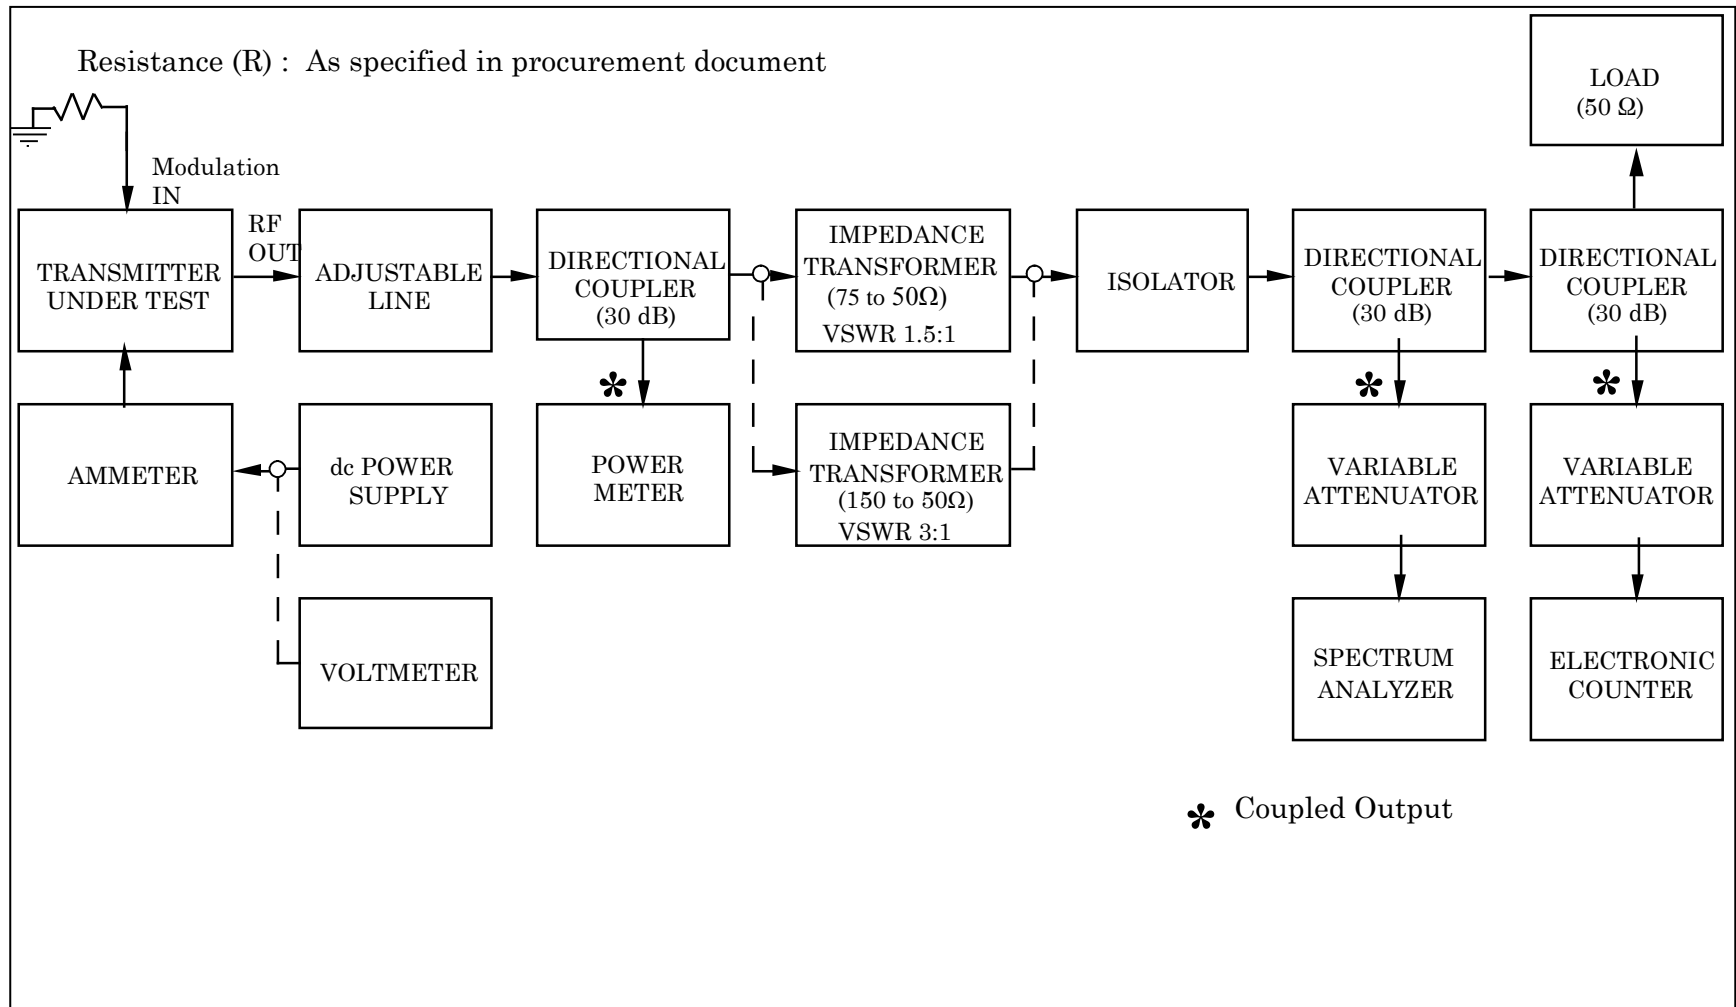 Resistance (R) : As specified in procurement document
LOAD
(50 Ω)
Modulation
IN
RF
OUT
TRANSMITTER
UNDER TEST
ADJUSTABLE
LINE
DIRECTIONAL
COUPLER
(30 dB)
IMPEDANCE
TRANSFORMER
(75 to 50Ω)
VSWR 1.5:1
ISOLATOR
DIRECTIONAL
COUPLER
(30 dB)
DIRECTIONAL
COUPLER
(30 dB)
*
*
*
AMMETER
dc POWER
SUPPLY
POWER
METER
IMPEDANCE
TRANSFORMER
(150 to 50Ω)
VSWR 3:1
VARIABLE
ATTENUATOR
VARIABLE
ATTENUATOR
VOLTMETER
SPECTRUM
ANALYZER
ELECTRONIC
COUNTER
* Coupled Output